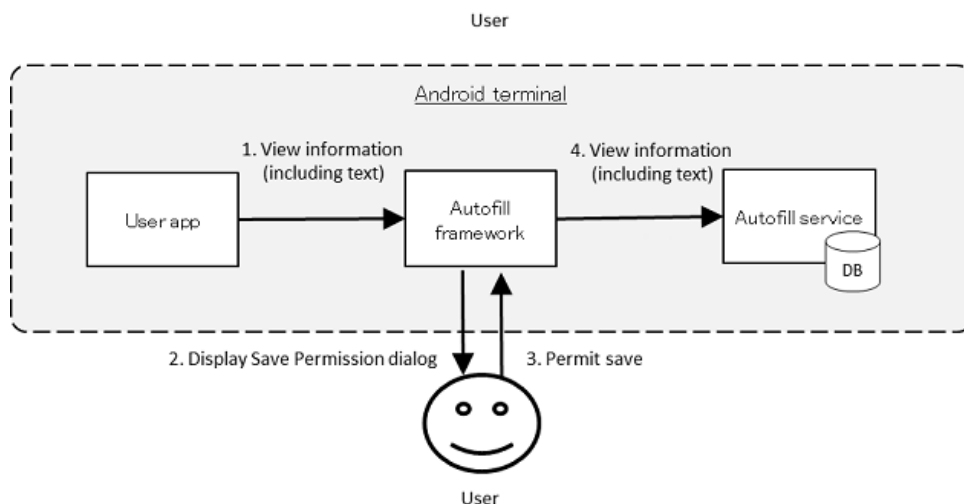 User
Android terminal
1. View information
(including text)
4. View information
(including text)
User app
Autofill
framework
Autofill service
DB
2. Display Save Permission dialog
3. Permit save
User